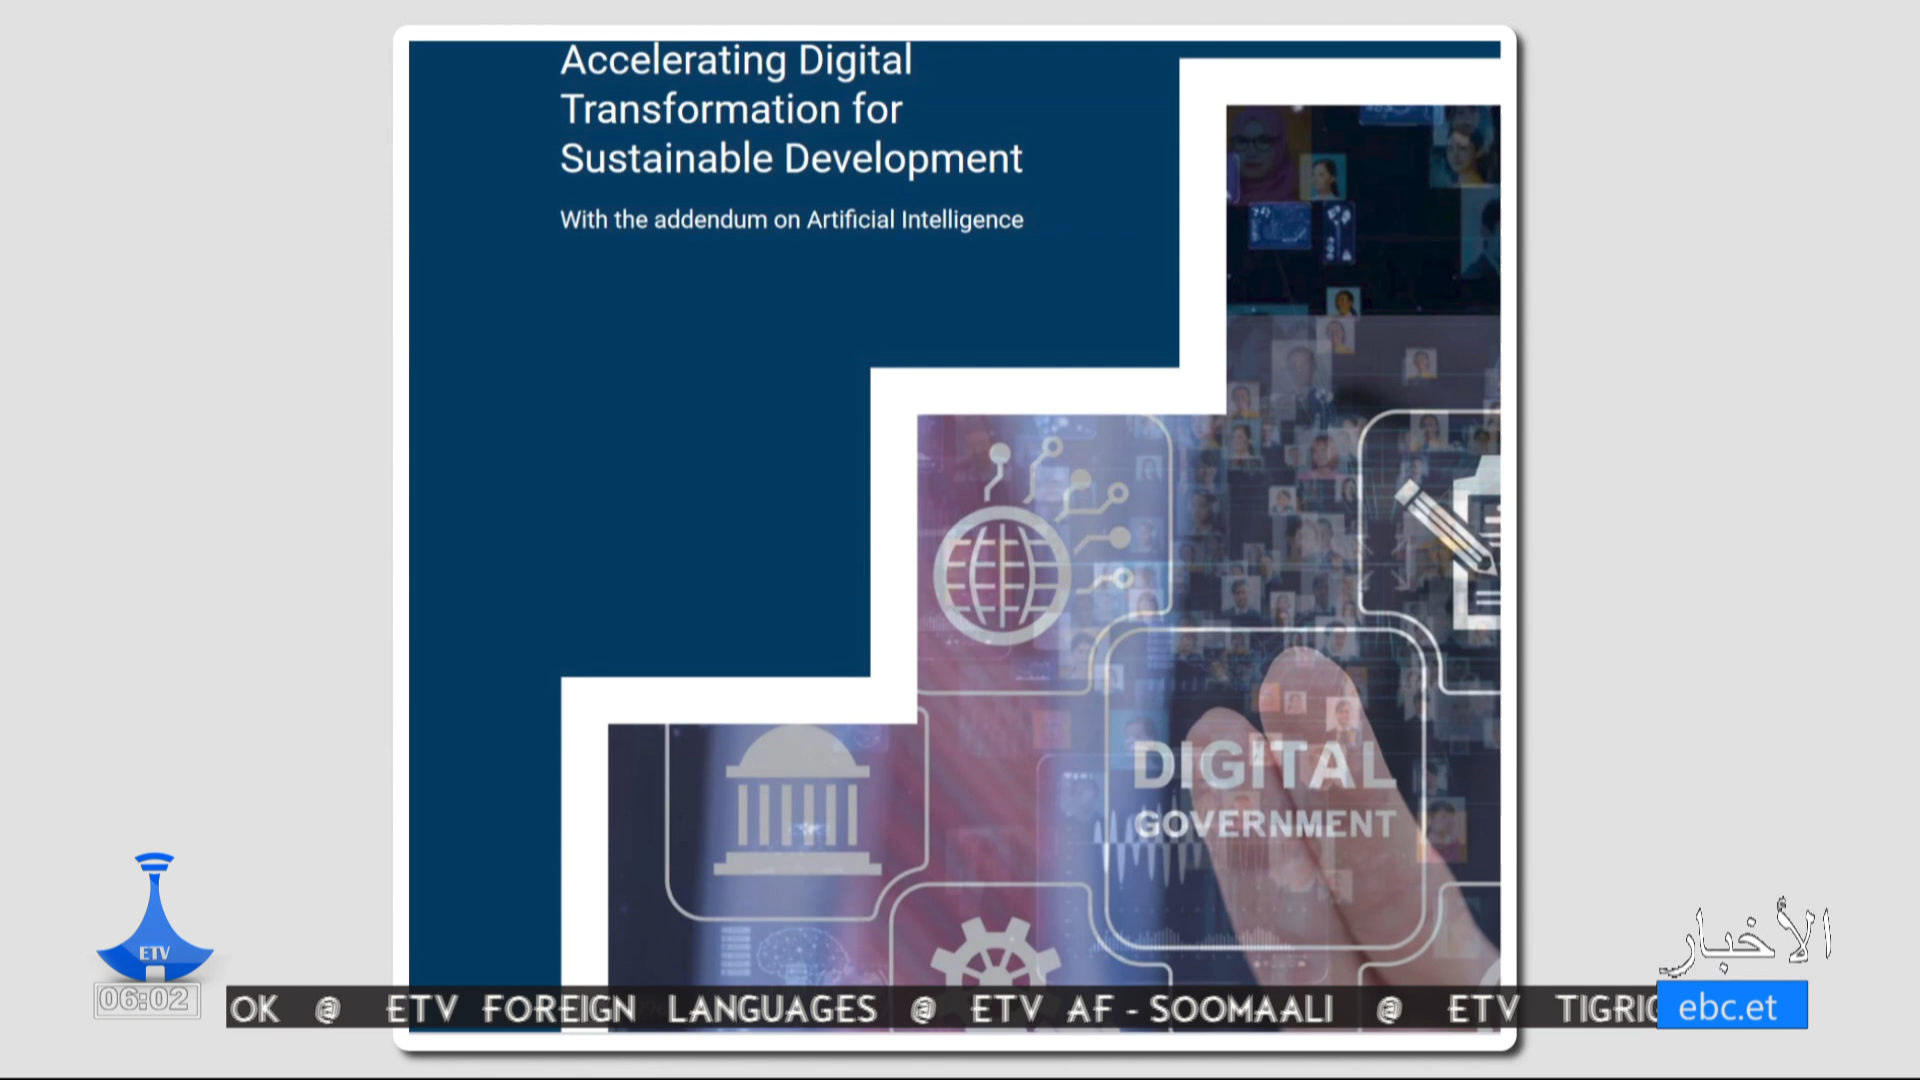 Accelerating Digital
Transformation for
Sustainable Development
With the addendum on Artificial Intelligence
DIGITAL
GOVERNMENT
ETV
06:02
الأخبار
OK @ ETV FOREIGN LANGUAGES @ ETV AF-SOOMAALI @ ETV TIGRIG
ebc.et